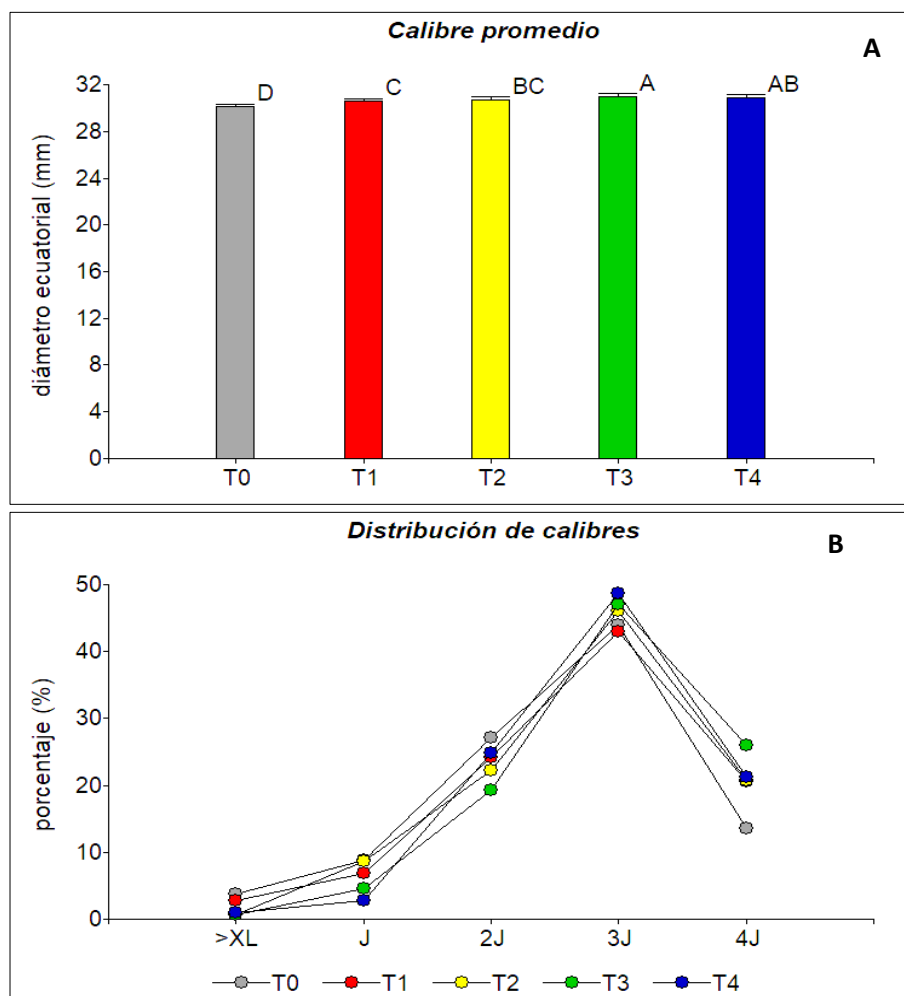 Calibre promedio
A
diámetro ecuatorial (mm)
32
28
24
20
16
12
8
4
0
D
C
BC
A
AB
T0
T1
T2
T3
T4
Distribución de calibres
B
porcentaje (%)
50
40
30
20
10
0
>XL
J
2J
3J
4J
T0
T1
T2
T3
T4